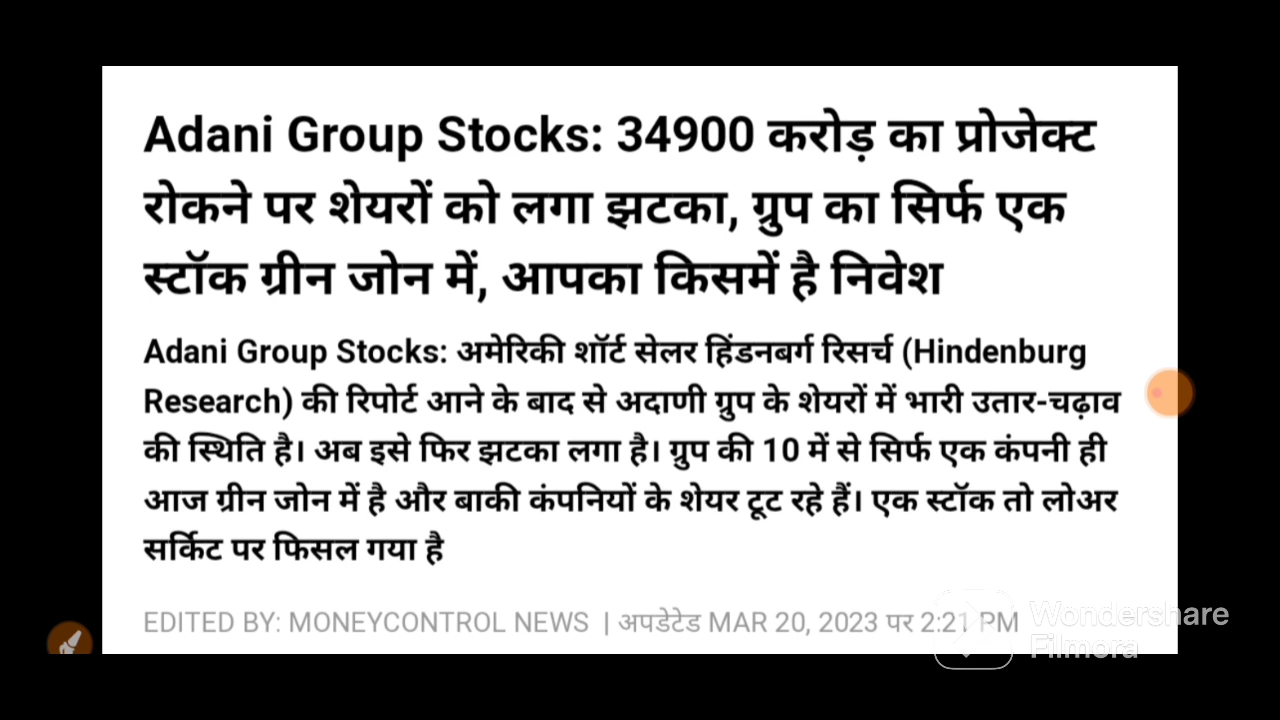 Adani Group Stocks: 34900 करोड़ का प्रोजेक्ट
रोकने पर शेयरों को लगा झटका, ग्रुप का सिर्फ एक
स्टॉक ग्रीन जोन में, आपका किसमें है निवेश
Adani Group Stocks: अमेरिकी शॉर्ट सेलर हिंडनबर्ग रिसर्च (Hindenburg
Research) की रिपोर्ट आने के बाद से अदाणी ग्रुप के शेयरों में भारी उतार-चढ़ाव
की स्थिति है। अब इसे फिर झटका लगा है। ग्रुप की 10 में से सिर्फ एक कंपनी ही
आज ग्रीन जोन में है और बाकी कंपनियों के शेयर टूट रहे हैं। एक स्टॉक तो लोअर
सर्किट पर फिसल गया है
EDITED BY: MONEYCONTROL NEWS | अपडेटेड MAR 20, 2023 पर 2:21 PM
Wondershare
Filmora